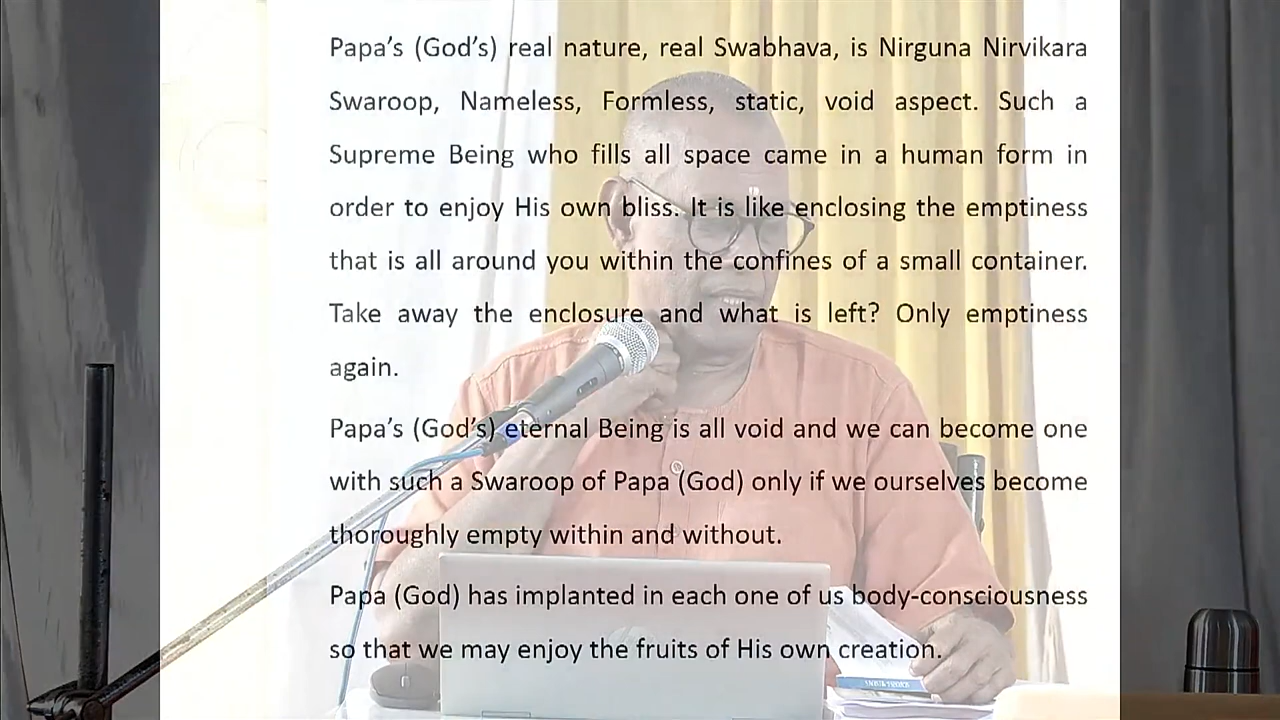 Papa’s (God’s) real nature, real Swabhava, is Nirguna Nirvikara
Swaroop, Nameless, Formless, static, void aspect. Such a
Supreme Being who fills all space came in a human form in
order to enjoy His own bliss. It is like enclosing the emptiness
that is all around you within the confines of a small container.
Take away the enclosure and what is left? Only emptiness
again.
Papa’s (God’s) eternal Being is all void and we can become one
with such a Swaroop of Papa (God) only if we ourselves become
thoroughly empty within and without.
Papa (God) has implanted in each one of us body-consciousness
so that we may enjoy the fruits of His own creation.